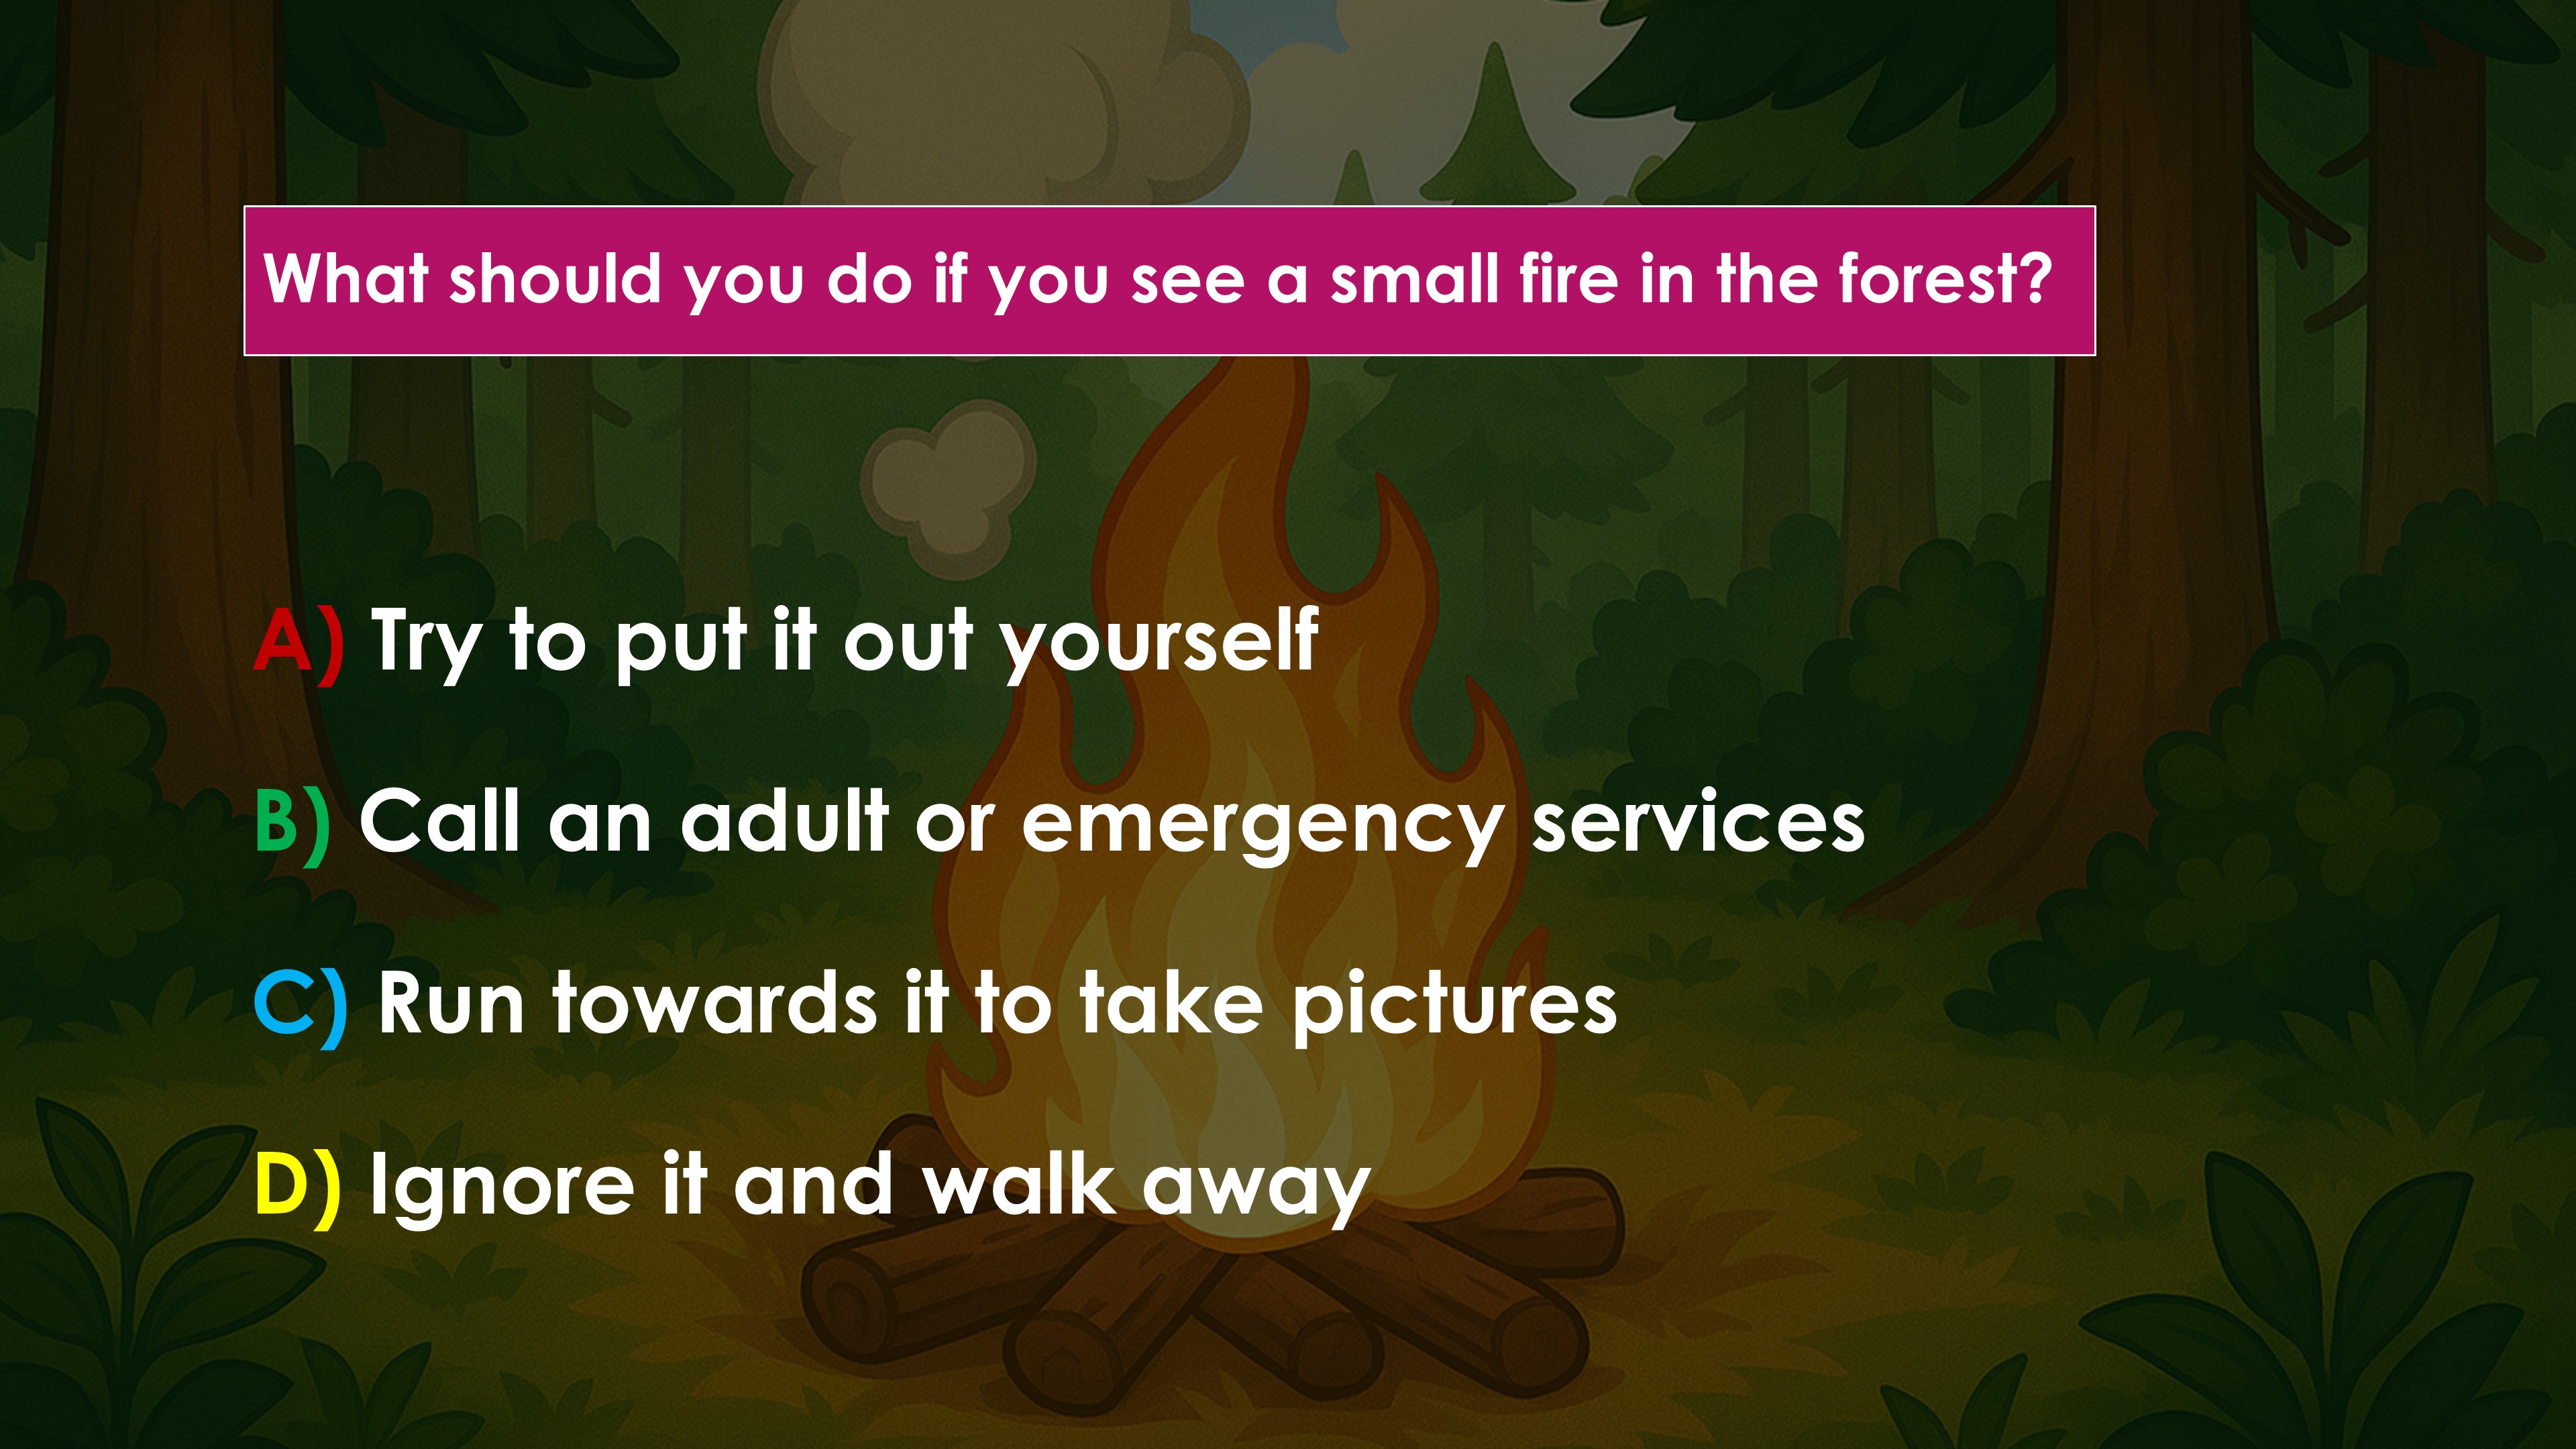 What should you do if you see a small fire in the forest?
A) Try to put it out yourself
B) Call an adult or emergency services
C) Run towards it to take pictures
D) Ignore it and walk away